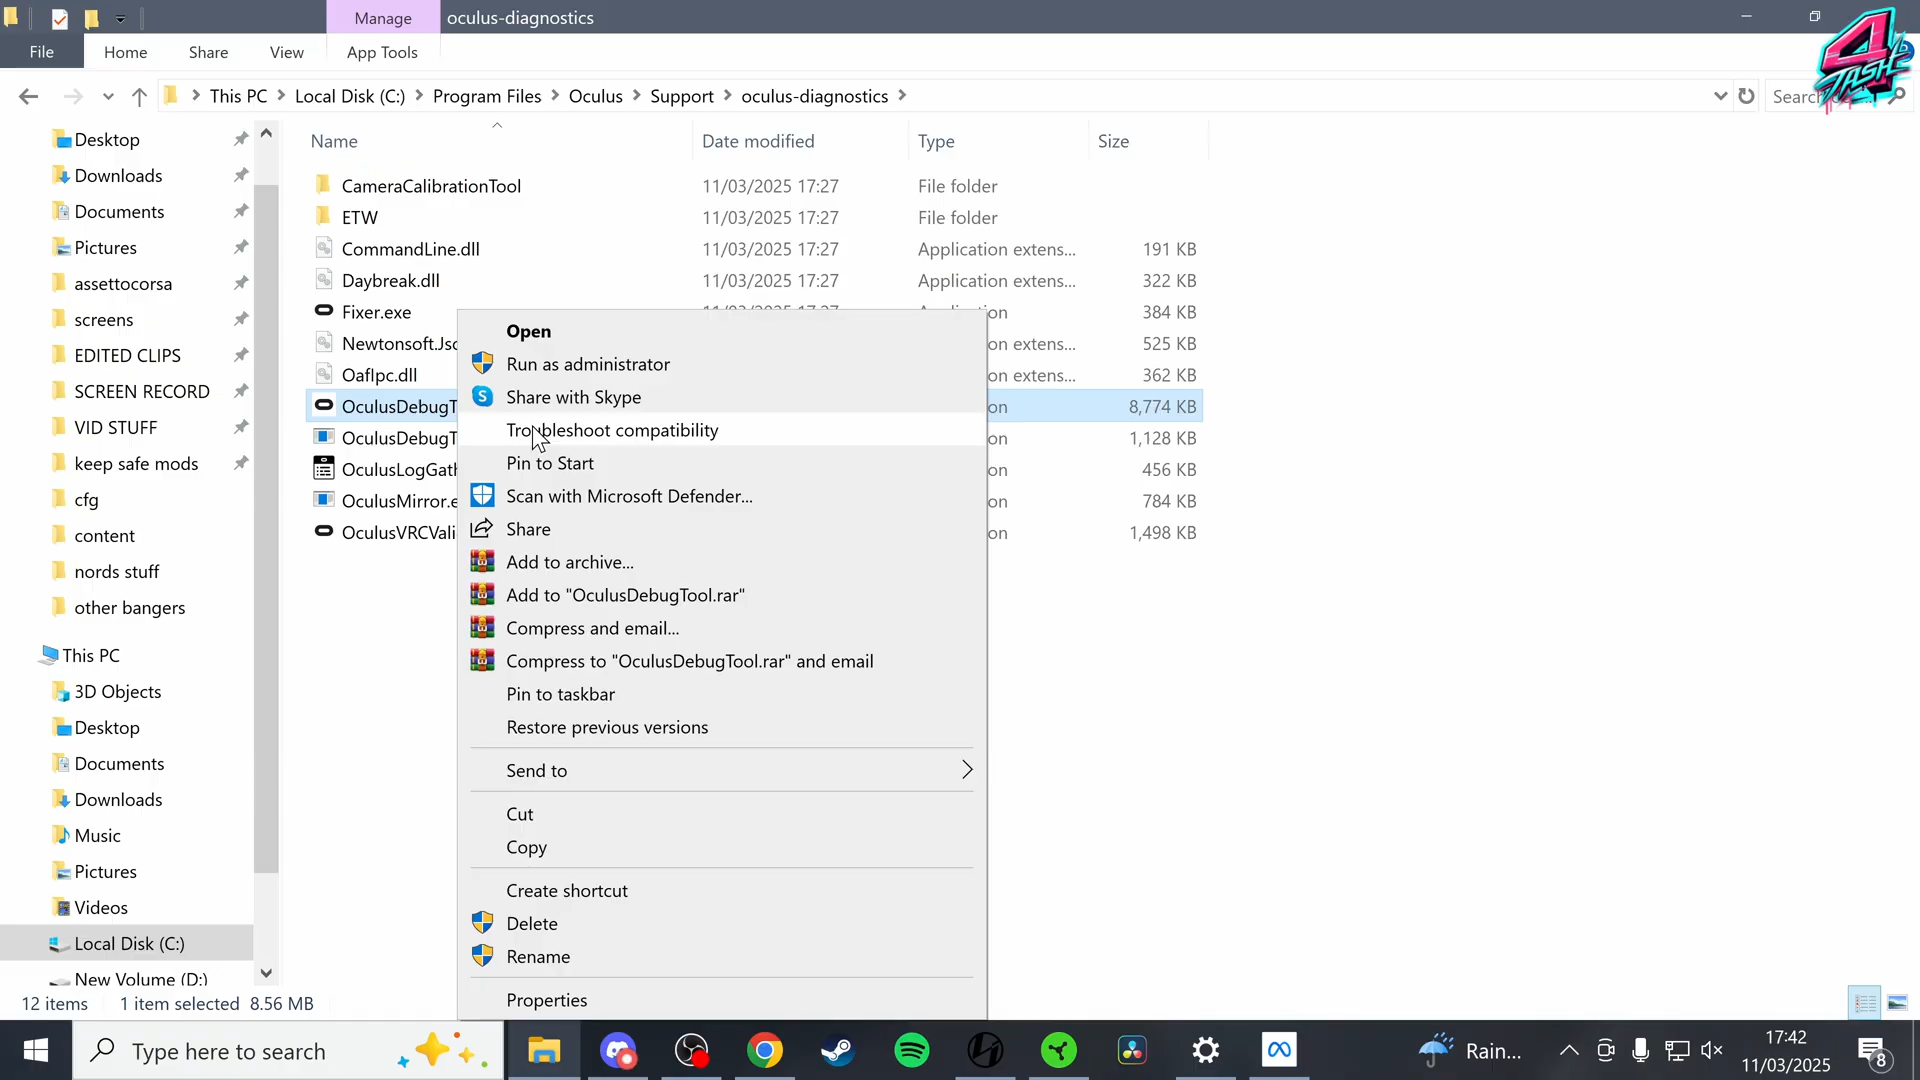 Manage
oculus-diagnostics
File
Home
Share
View
App Tools
This PC
Local Disk (C:)
Program Files
Oculus
Support
oculus-diagnostics
Search
4
TASH
Desktop
Downloads
Documents
Pictures
assettocorsa
screens
EDITED CLIPS
SCREEN RECORD
VID STUFF
keep safe mods
cfg
content
nords stuff
other bangers
This PC
3D Objects
Desktop
Documents
Downloads
Music
Pictures
Videos
Local Disk (C:)
New Volume (D:)
Name Date modified Type Size
CameraCalibrationTool 11/03/2025 17:27 File folder
ETW 11/03/2025 17:27 File folder
CommandLine.dll 11/03/2025 17:27 Application extens... 191 KB
Daybreak.dll 11/03/2025 17:27 Application extens... 322 KB
Fixer.exe on 384 KB
Newtonsoft.Jso on extens... 525 KB
OafIpc.dll on extens... 362 KB
OculusDebugT on 8,774 KB
OculusDebugT on 1,128 KB
OculusLogGath on 456 KB
OculusMirror.e on 784 KB
OculusVRCVali on 1,498 KB
Open
Run as administrator
Share with Skype
Troubleshoot compatibility
Pin to Start
Scan with Microsoft Defender...
Share
Add to archive...
Add to "OculusDebugTool.rar"
Compress and email...
Compress to "OculusDebugTool.rar" and email
Pin to taskbar
Restore previous versions
Send to
Cut
Copy
Create shortcut
Delete
Rename
Properties
12 items 1 item selected 8.56 MB
Type here to search
Rain...
17:42
11/03/2025
8